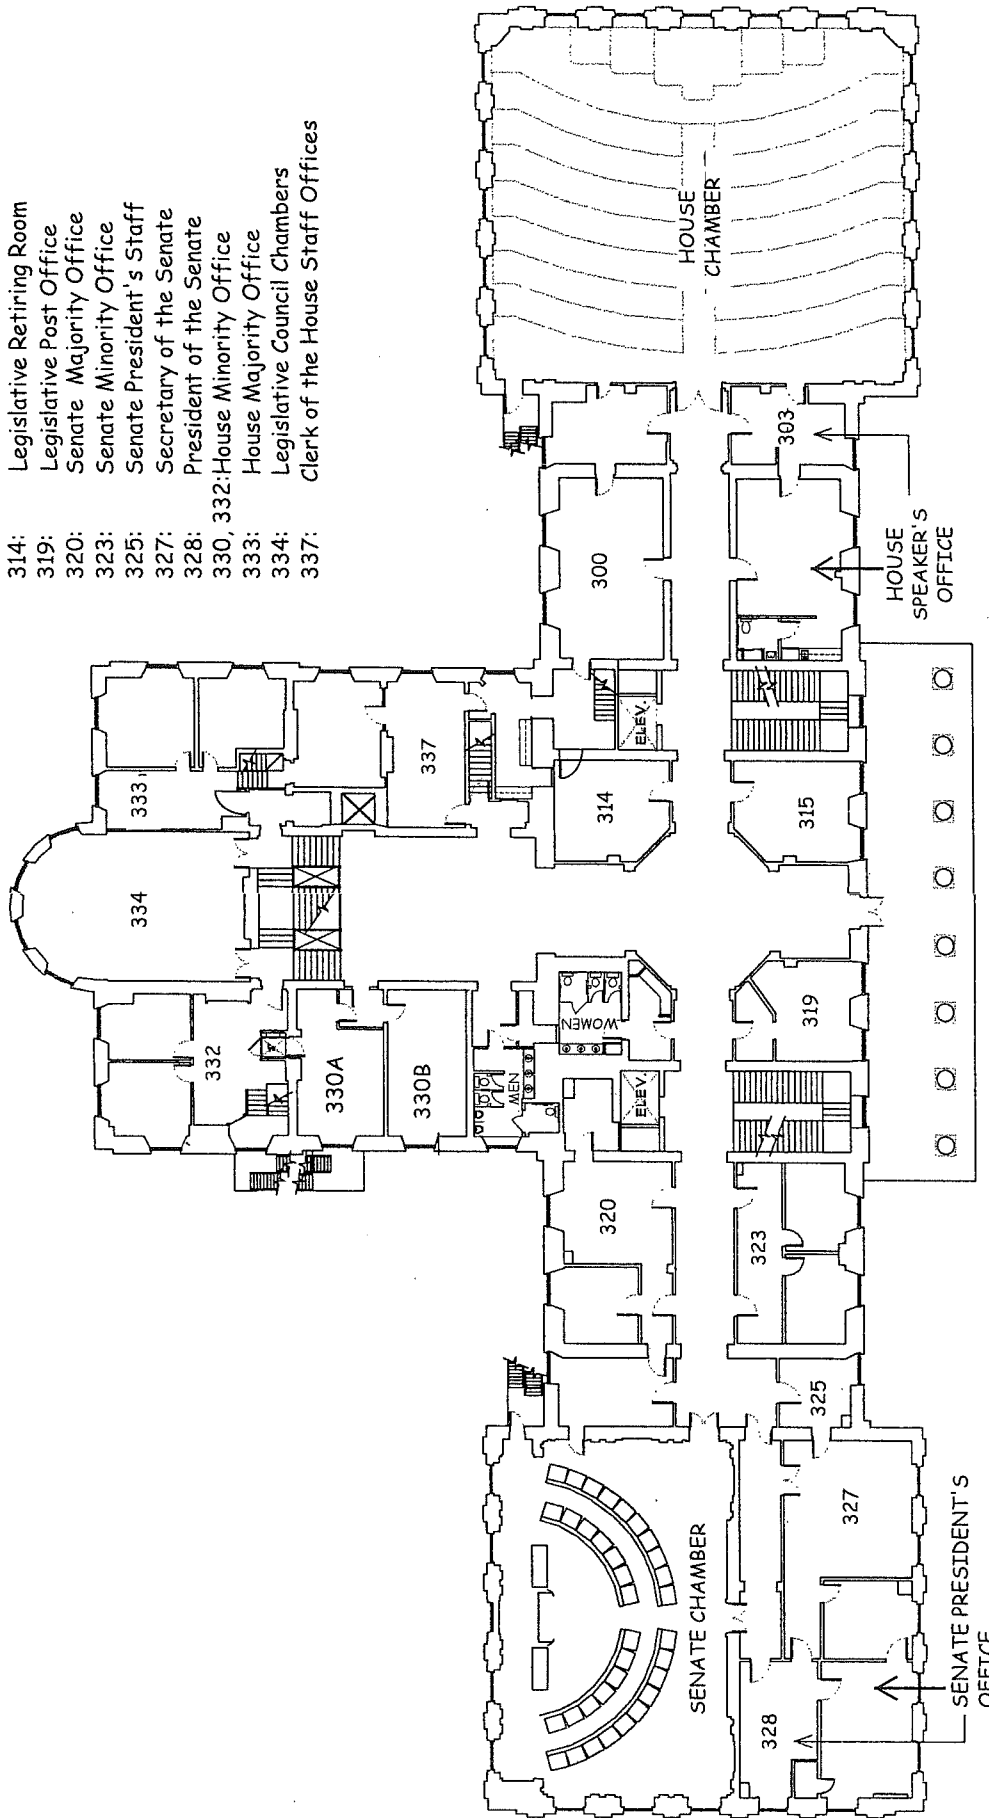 314: Legislative Retiring Room
319: Legislative Post Office
320: Senate Majority Office
323: Senate Minority Office
325: Senate President's Staff
327: Secretary of the Senate
328: President of the Senate
330, 332:House Minority Office
333: House Majority Office
334: Legislative Council Chambers
337: Clerk of the House Staff Offices
334
333
332
330A
330B
337
MEN
WOMEN
ELEV.
ELEV.
314
300
320
HOUSE
CHAMBER
303
315
319
323
325
327
328
SENATE CHAMBER
HOUSE
SPEAKER'S
OFFICE
SENATE PRESIDENT'S
OFFICE